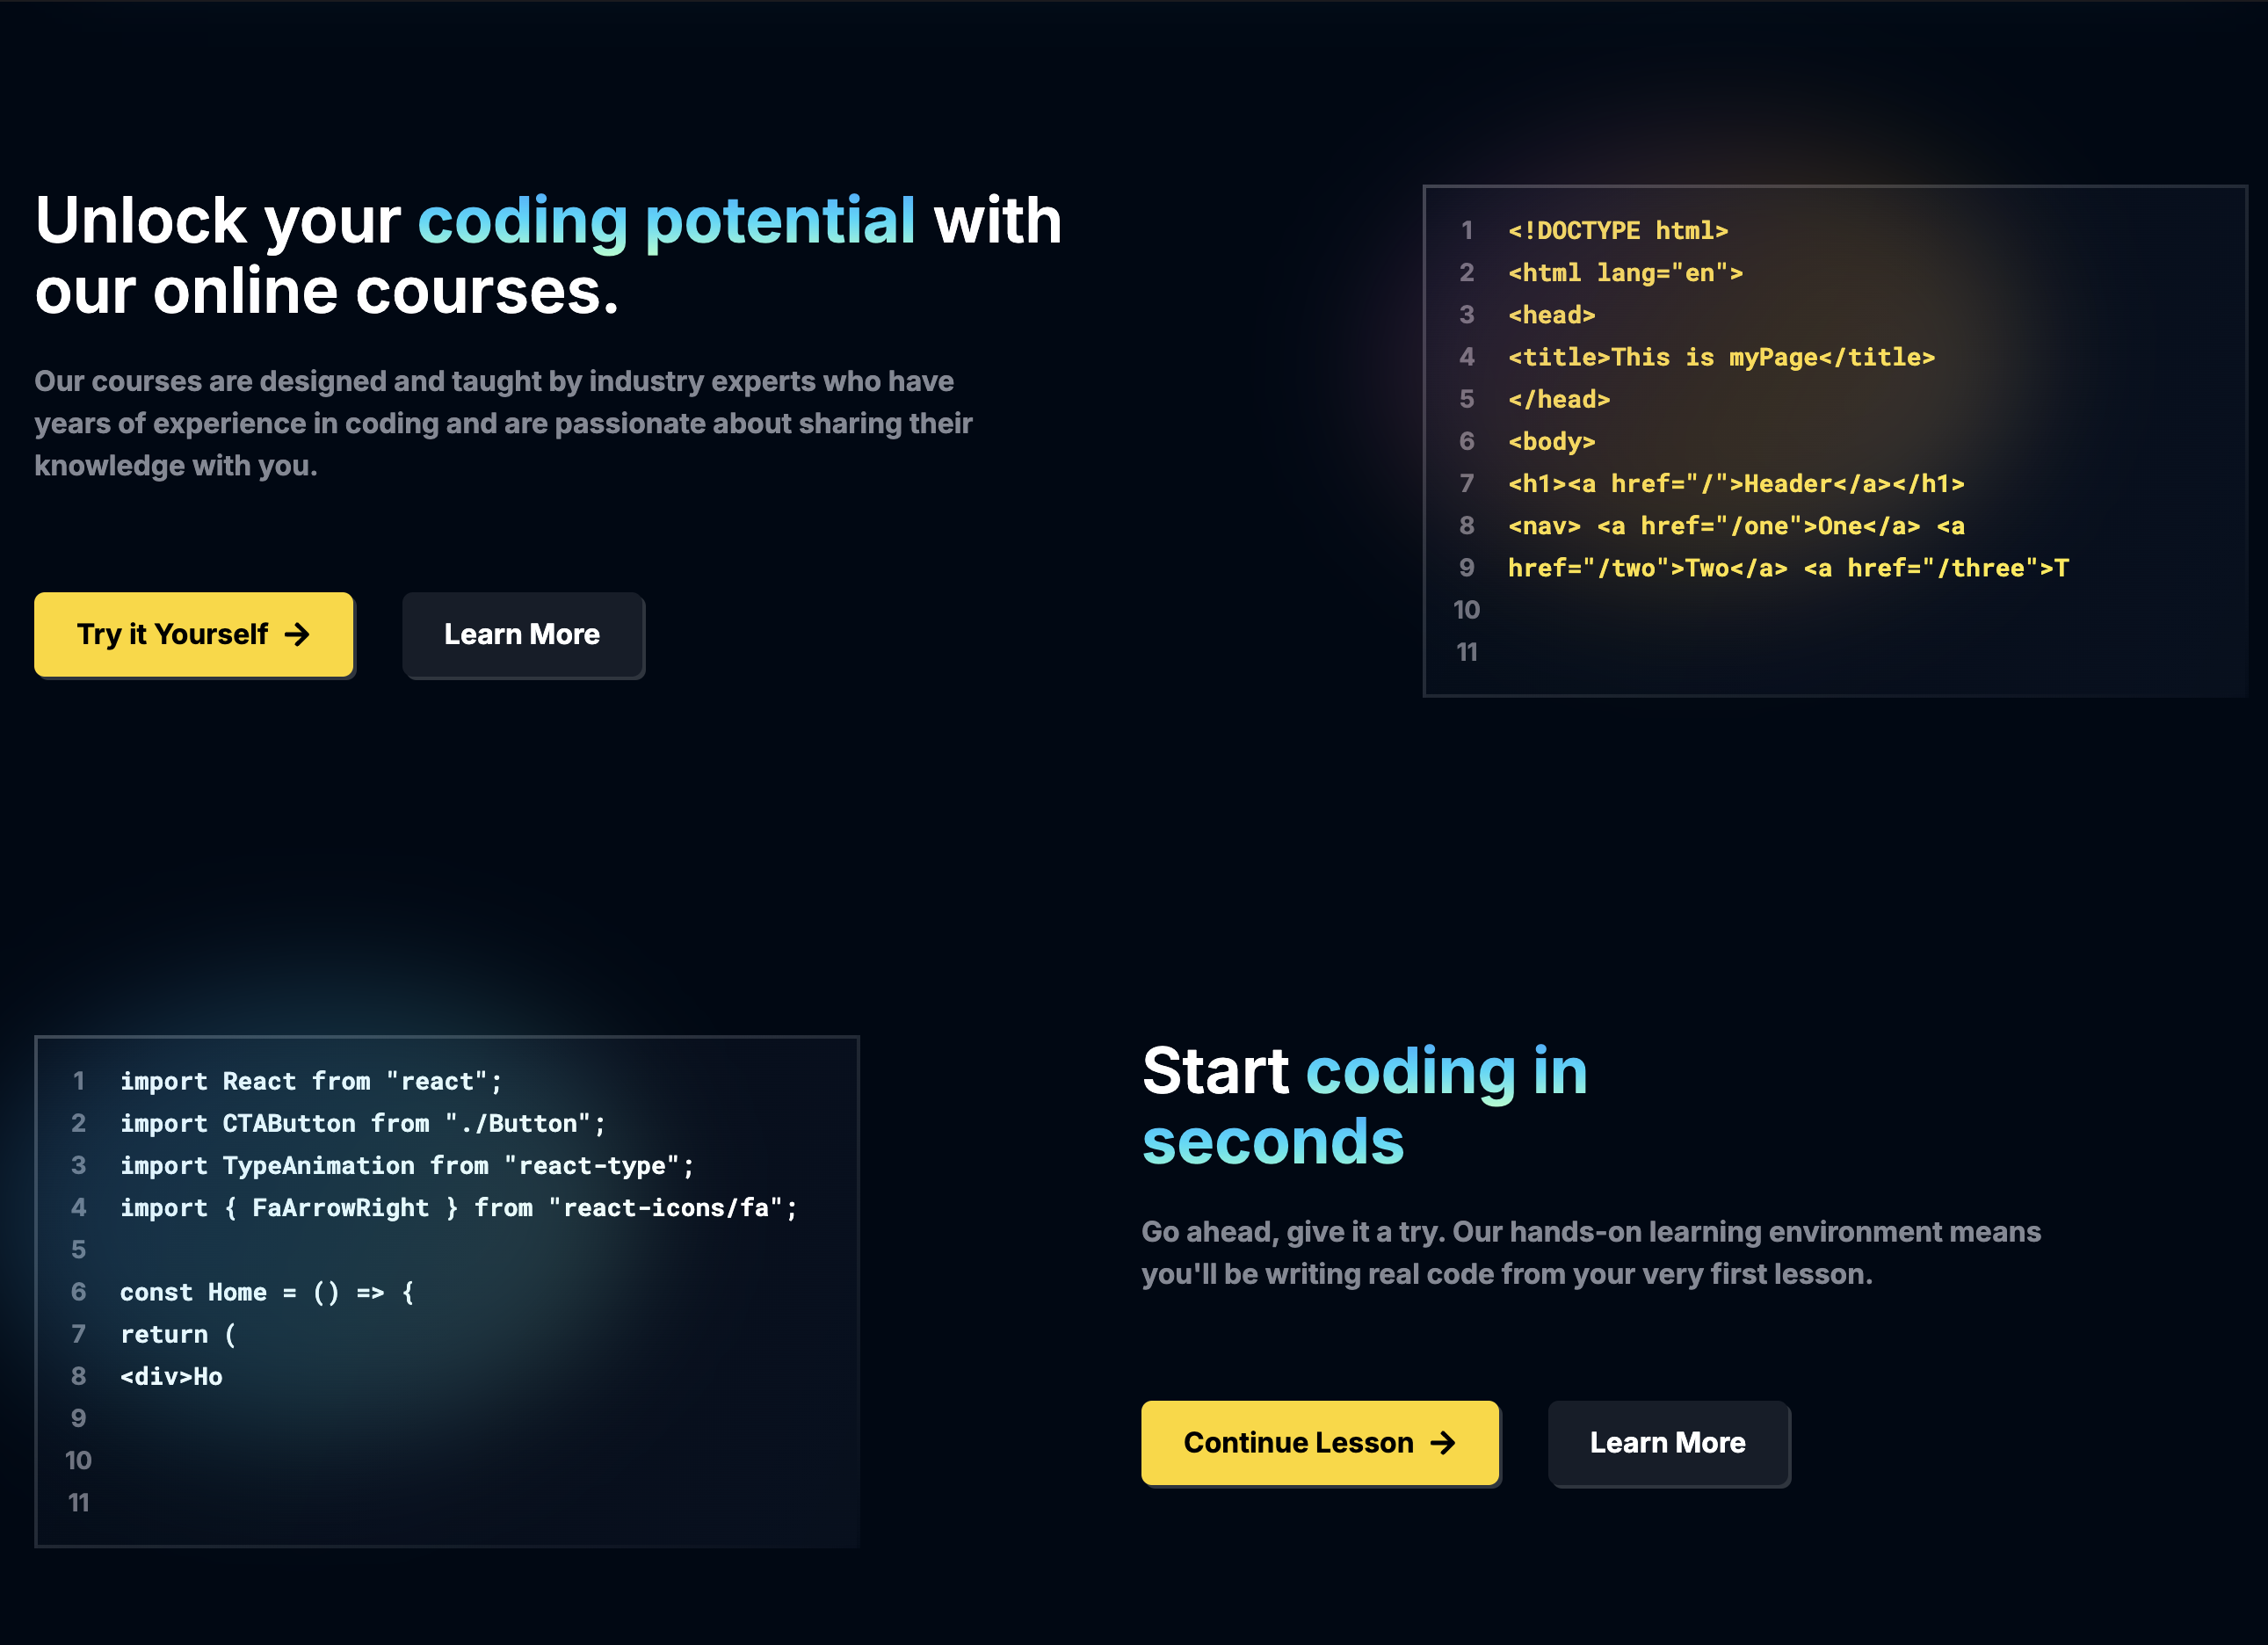 Unlock your coding potential with
our online courses.
Our courses are designed and taught by industry experts who have
years of experience in coding and are passionate about sharing their
knowledge with you.
Try it Yourself →
Learn More
1 <!DOCTYPE html>
2 <html lang="en">
3 <head>
4 <title>This is myPage</title>
5 </head>
6 <body>
7 <h1><a href="/">Header</a></h1>
8 <nav> <a href="/one">One</a> <a
9 href="/two">Two</a> <a href="/three">T
10
11
1 import React from "react";
2 import CTAButton from "./Button";
3 import TypeAnimation from "react-type";
4 import { FaArrowRight } from "react-icons/fa";
5
6 const Home = () => {
7 return (
8 <div>Ho
9
10
11
Start coding in
seconds
Go ahead, give it a try. Our hands-on learning environment means
you'll be writing real code from your very first lesson.
Continue Lesson →
Learn More